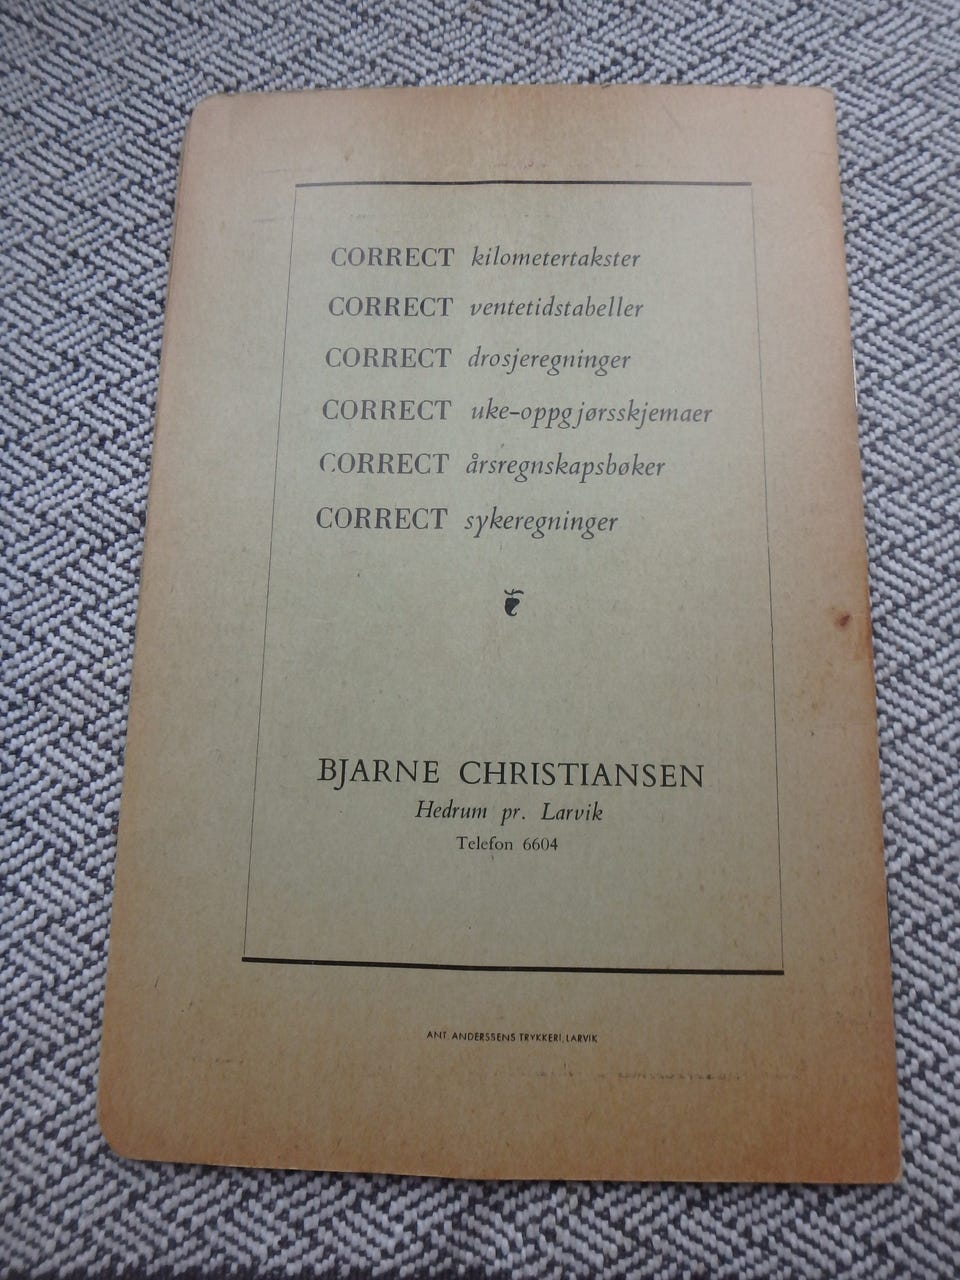 CORRECT kilometertakster
CORRECT ventetidstabeller
CORRECT drosjeregninger
CORRECT uke-oppgjørsskjemaer
CORRECT årsregnskapsbøker
CORRECT sykeregninger
BJARNE CHRISTIANSEN
Hedrum pr. Larvik
Telefon 6604
ANT. ANDERSSENS TRYKKERI, LARVIK